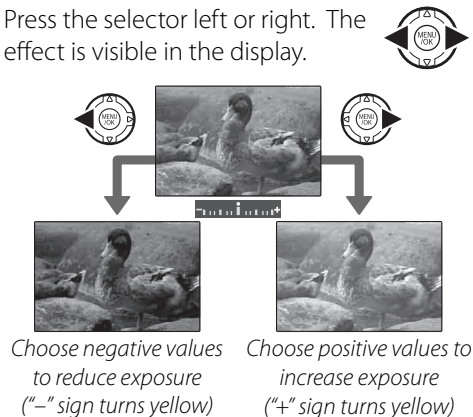 Press the selector left or right. The
effect is visible in the display.
MENU
/OK
MENU
/OK
MENU
/OK
– +
Choose negative values
to reduce exposure
(“–” sign turns yellow)
Choose positive values to
increase exposure
(“+” sign turns yellow)